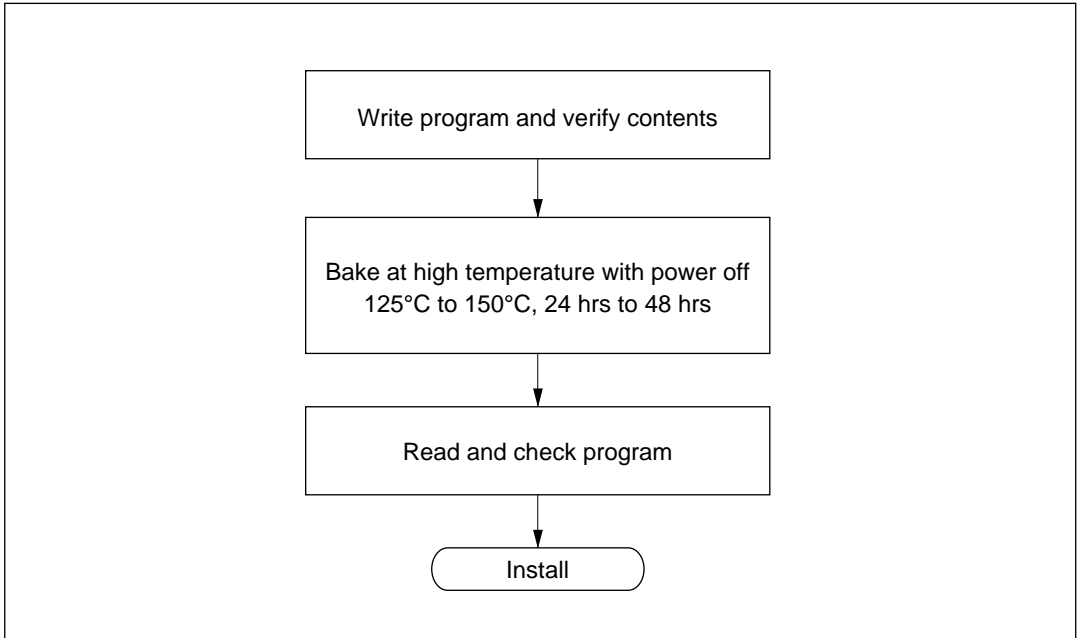 Write program and verify contents
Bake at high temperature with power off
125°C to 150°C, 24 hrs to 48 hrs
Read and check program
Install